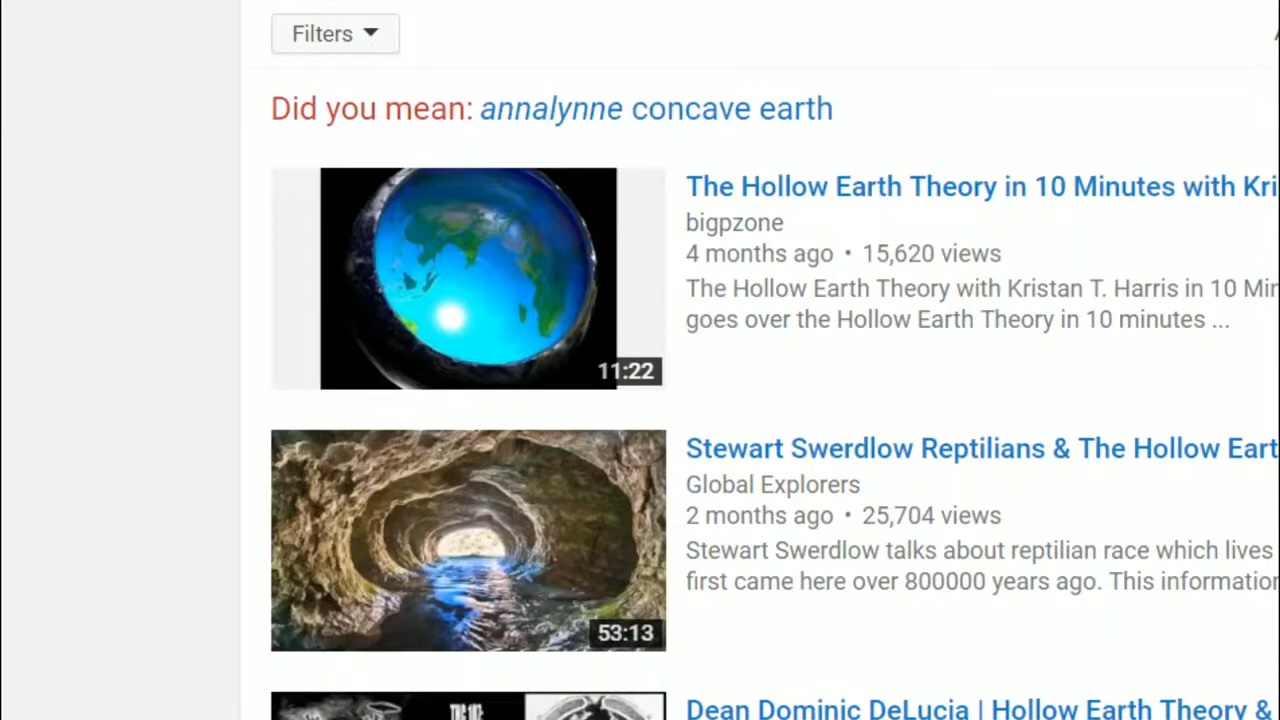 Filters
Did you mean: annalynne concave earth
The Hollow Earth Theory in 10 Minutes with Kri
bigpzone
4 months ago • 15,620 views
The Hollow Earth Theory with Kristan T. Harris in 10 Min
goes over the Hollow Earth Theory in 10 minutes ...
11:22
Stewart Swerdlow Reptilians & The Hollow Eart
Global Explorers
2 months ago • 25,704 views
Stewart Swerdlow talks about reptilian race which lives
first came here over 800000 years ago. This information
53:13
Dean Dominic DeLucia | Hollow Earth Theory &